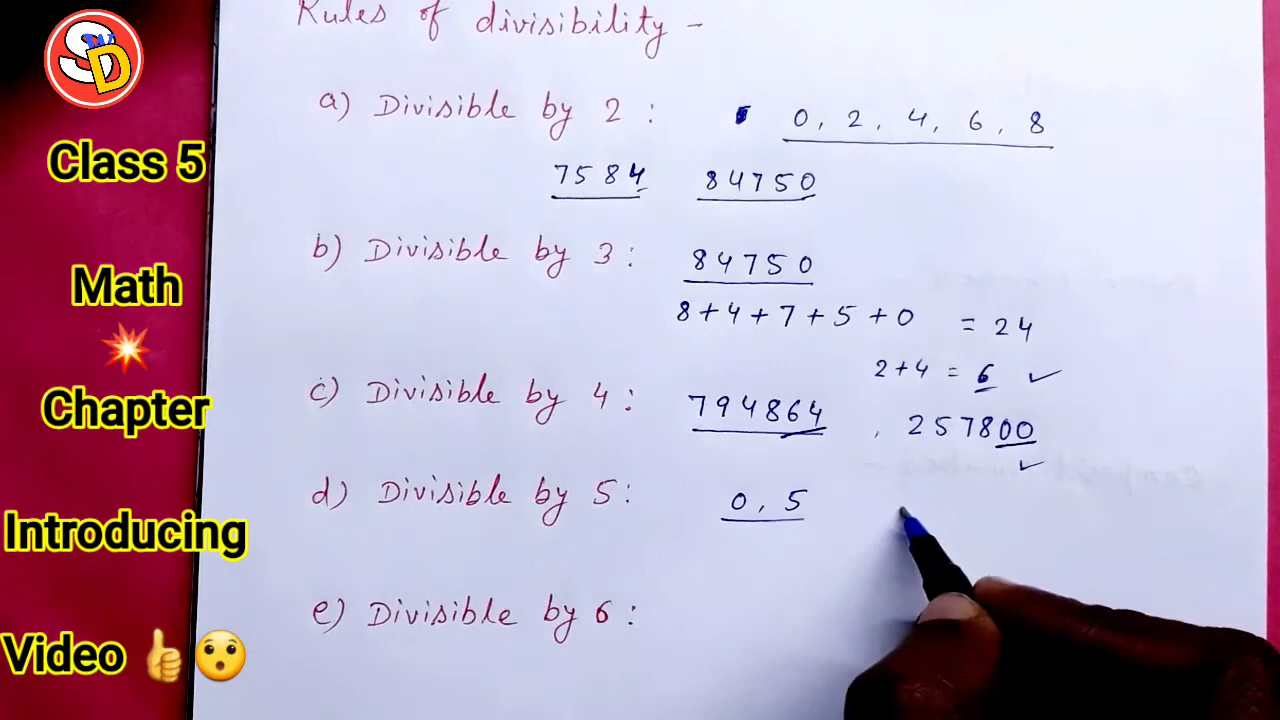 SWD
Class 5
Math
Chapter
Introducing
Video
Rules of divisibility -
a) Divisible by 2 : 0, 2, 4, 6, 8
7584 84750
b) Divisible by 3 : 84750
8+4+7+5+0 = 24
2+4 = 6 ✓
c) Divisible by 4 : 794864 , 257800
✓
d) Divisible by 5 : 0, 5
e) Divisible by 6 :